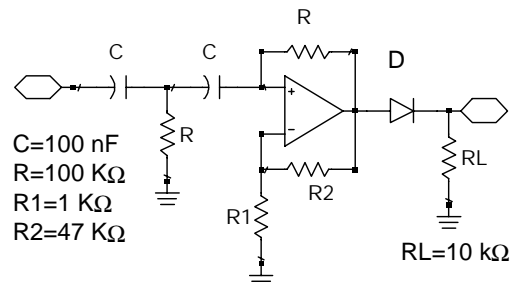 R
C
C
D
+
R
−
C=100 nF
R=100 KΩ
R1=1 KΩ
R2=47 KΩ
R2
R1
RL
RL=10 kΩ